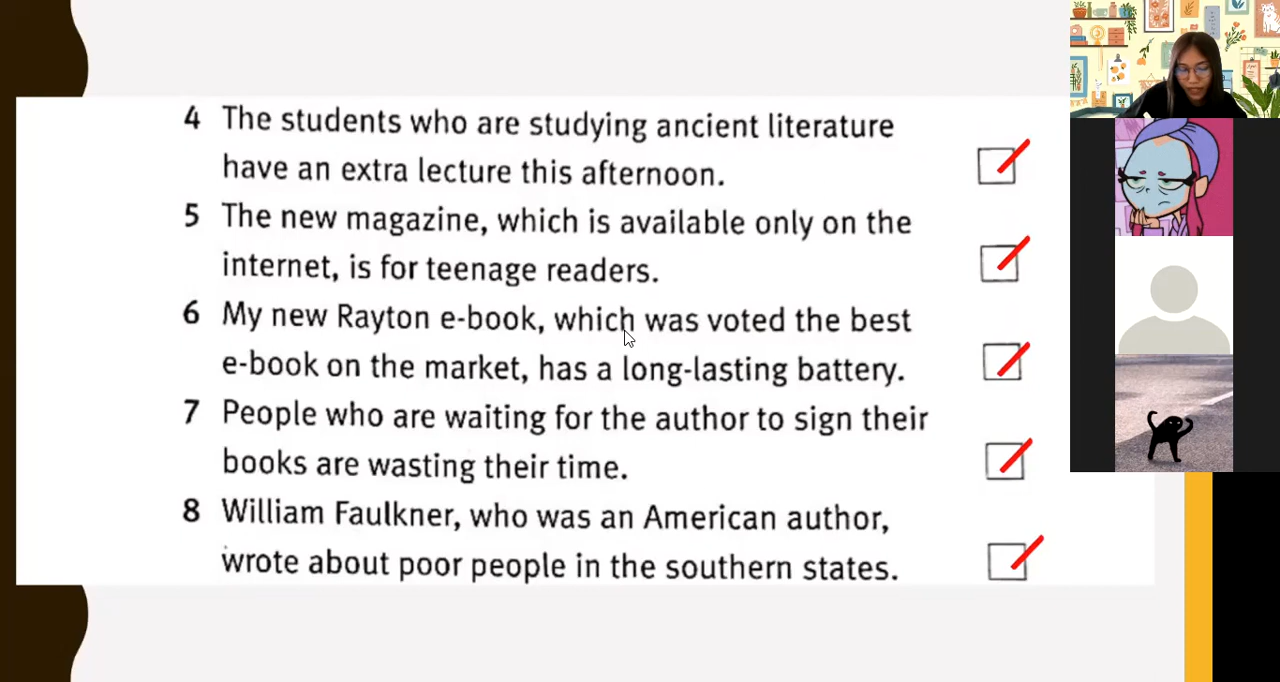 4 The students who are studying ancient literature
have an extra lecture this afternoon.
5 The new magazine, which is available only on the
internet, is for teenage readers.
6 My new Rayton e-book, which was voted the best
e-book on the market, has a long-lasting battery.
7 People who are waiting for the author to sign their
books are wasting their time.
8 William Faulkner, who was an American author,
wrote about poor people in the southern states.